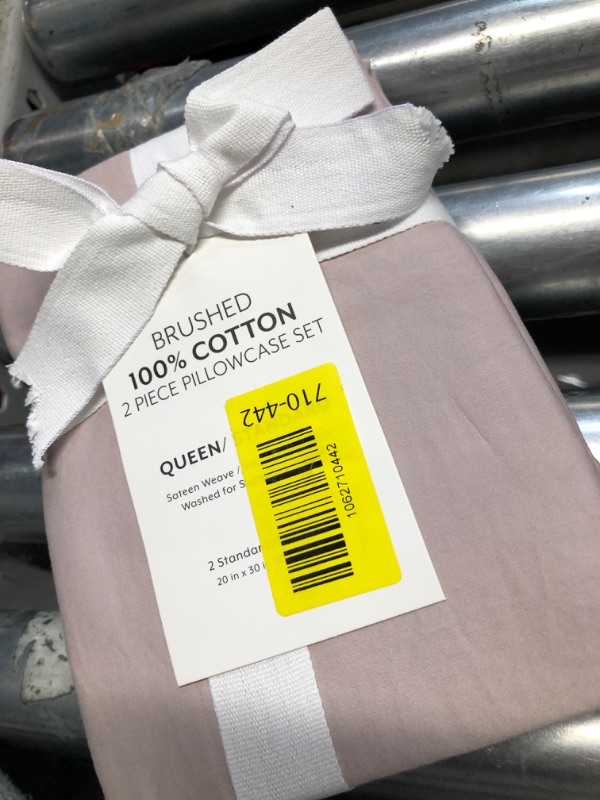 BRUSHED
100% COTTON
2 PIECE PILLOWCASE SET
QUEEN/ STANDARD
Sateen Weave /
Washed for
2 Standar
20 in x 30 i
710-442
1062710442